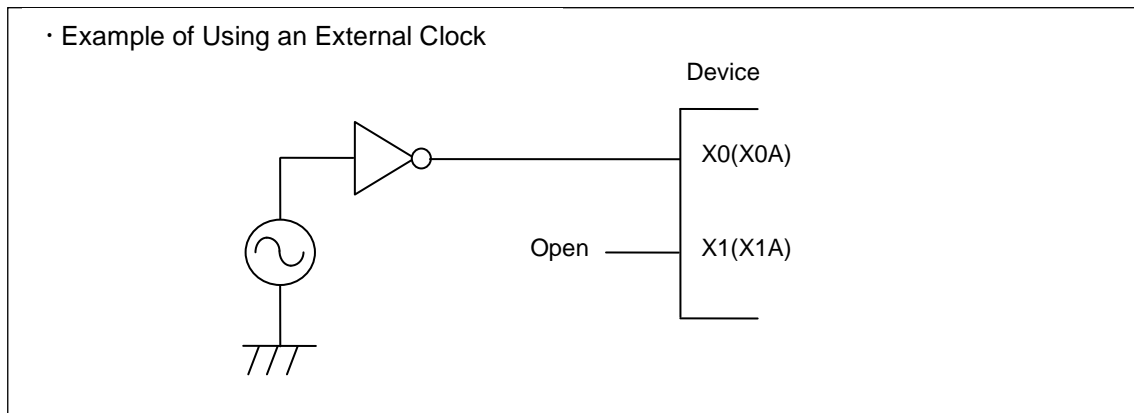 ・Example of Using an External Clock
Device
X0(X0A)
Open
X1(X1A)